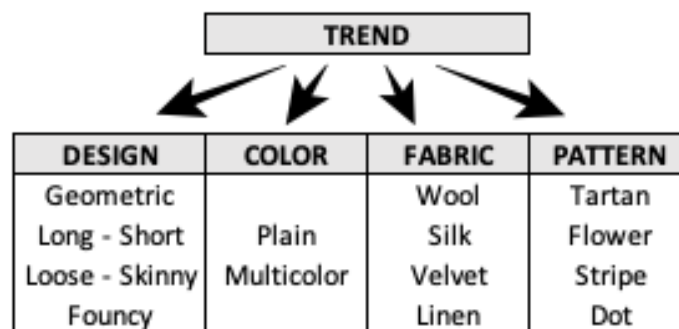 TREND
DESIGN COLOR FABRIC PATTERN
Geometric Wool Tartan
Long - Short Plain Silk Flower
Loose - Skinny Multicolor Velvet Stripe
Founcy Linen Dot